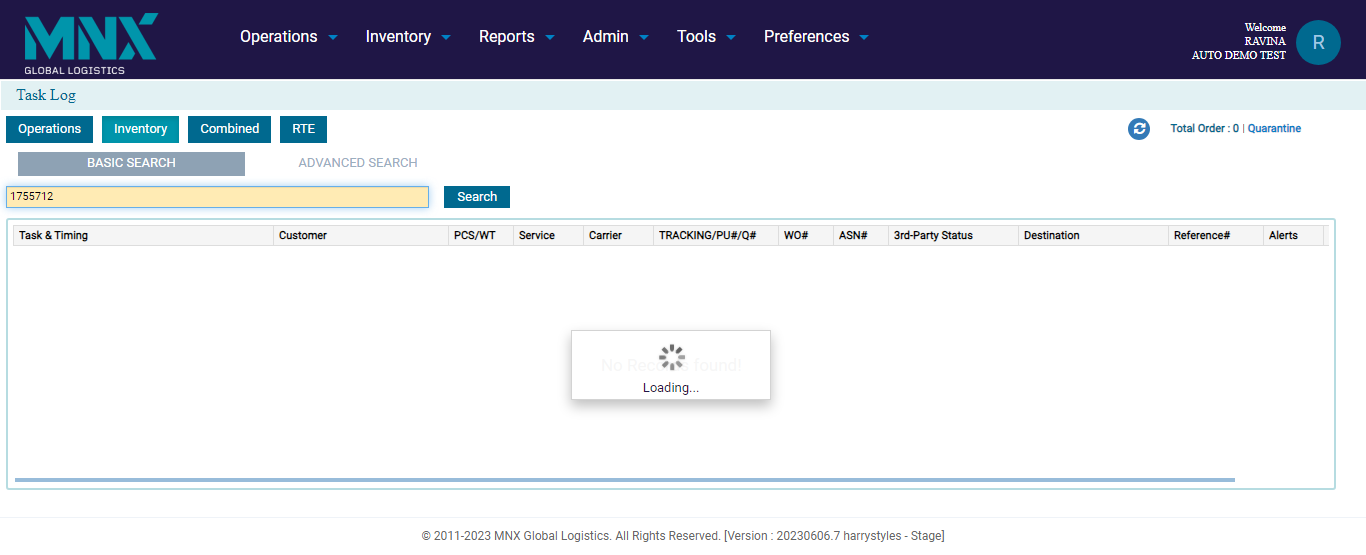 MNX
GLOBAL LOGISTICS
Operations Inventory Reports Admin Tools Preferences
Welcome
RAVINA
AUTO DEMO TEST
R
Task Log
Operations Inventory Combined RTE
Total Order : 0 | Quarantine
BASIC SEARCH ADVANCED SEARCH
1755712 Search
Task & Timing Customer PCS/WT Service Carrier TRACKING/PU#/Q# WO# ASN# 3rd-Party Status Destination Reference# Alerts
No Records found!
Loading...
© 2011-2023 MNX Global Logistics. All Rights Reserved. [Version : 20230606.7 harrystyles - Stage]